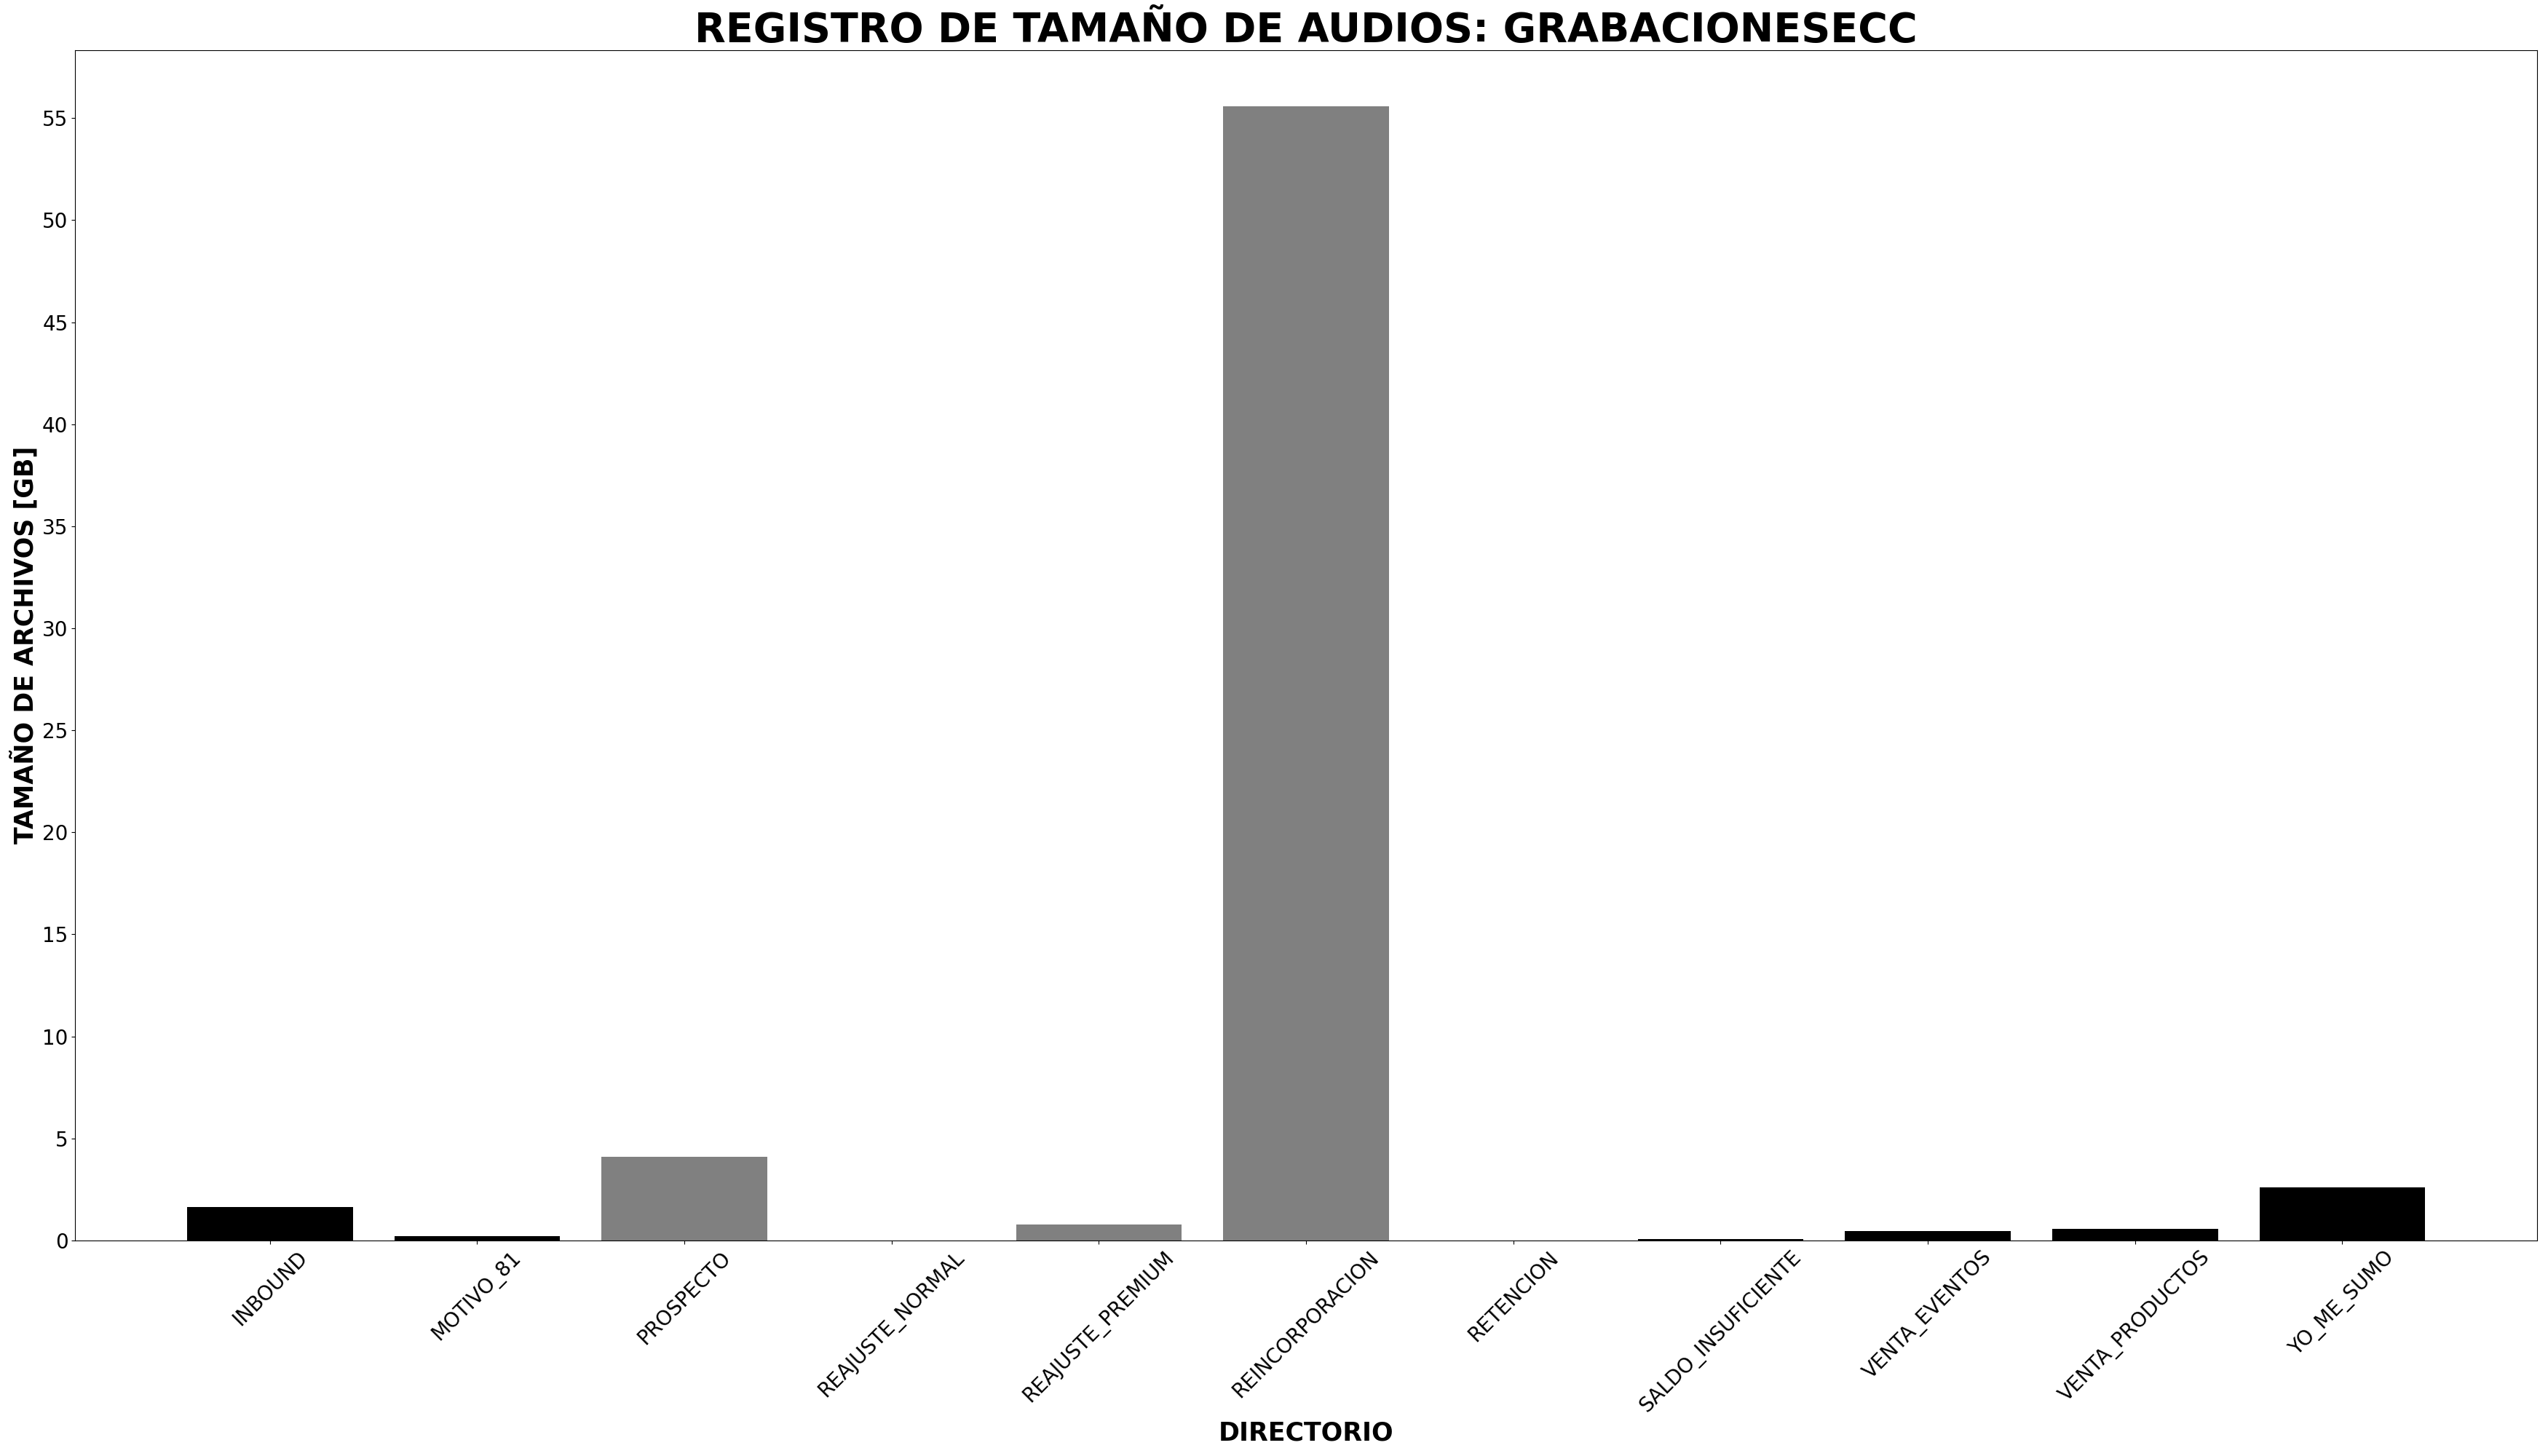 REGISTRO DE TAMAÑO DE AUDIOS: GRABACIONESECC
TAMAÑO DE ARCHIVOS [GB]
55
50
45
40
35
30
25
20
15
10
5
0
INBOUND
MOTIVO_81
PROSPECTO
REAJUSTE_NORMAL
REAJUSTE_PREMIUM
REINCORPORACION
RETENCION
SALDO_INSUFICIENTE
VENTA_EVENTOS
VENTA_PRODUCTOS
YO_ME_SUMO
DIRECTORIO